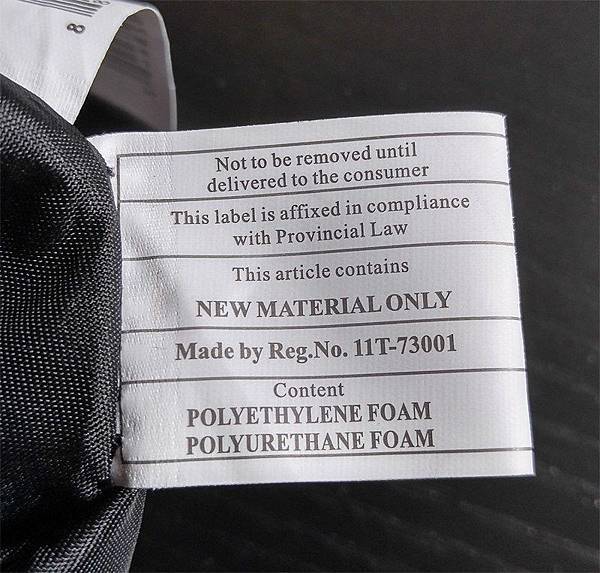 8
Not to be removed until
delivered to the consumer
This label is affixed in compliance
with Provincial Law
This article contains
NEW MATERIAL ONLY
Made by Reg.No. 11T-73001
Content
POLYETHYLENE FOAM
POLYURETHANE FOAM